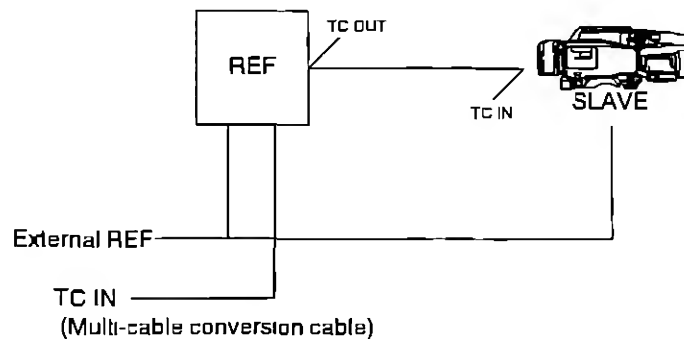 TC OUT
REF
SLAVE
TC IN
External REF
TC IN
(Multi-cable conversion cable)